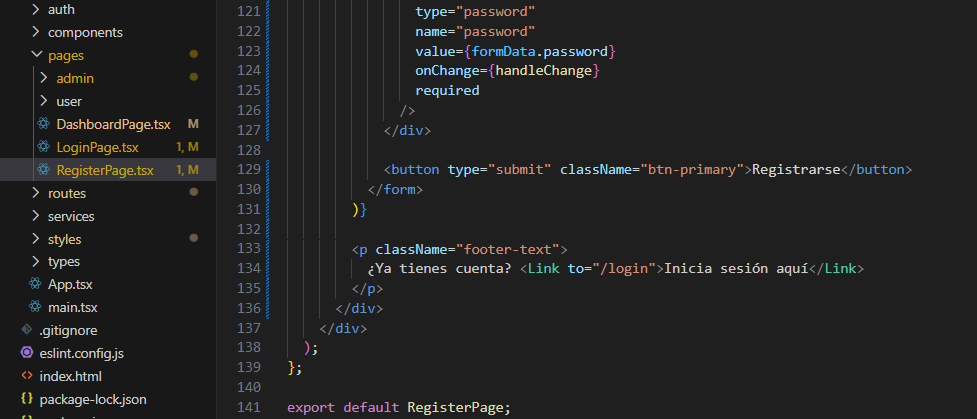 auth
components
pages
admin
user
DashboardPage.tsx M
LoginPage.tsx 1, M
RegisterPage.tsx 1, M
routes
services
styles
types
App.tsx
main.tsx
.gitignore
eslint.config.js
index.html
package-lock.json
121 type="password"
122 name="password"
123 value={formData.password}
124 onChange={handleChange}
125 required
126 />
127 </div>
128
129 <button type="submit" className="btn-primary">Registrarse</button>
130 </form>
131 )}
132
133 <p className="footer-text">
134 ¿Ya tienes cuenta? <Link to="/login">Inicia sesión aquí</Link>
135 </p>
136 </div>
137 </div>
138 );
139 };
140
141 export default RegisterPage;